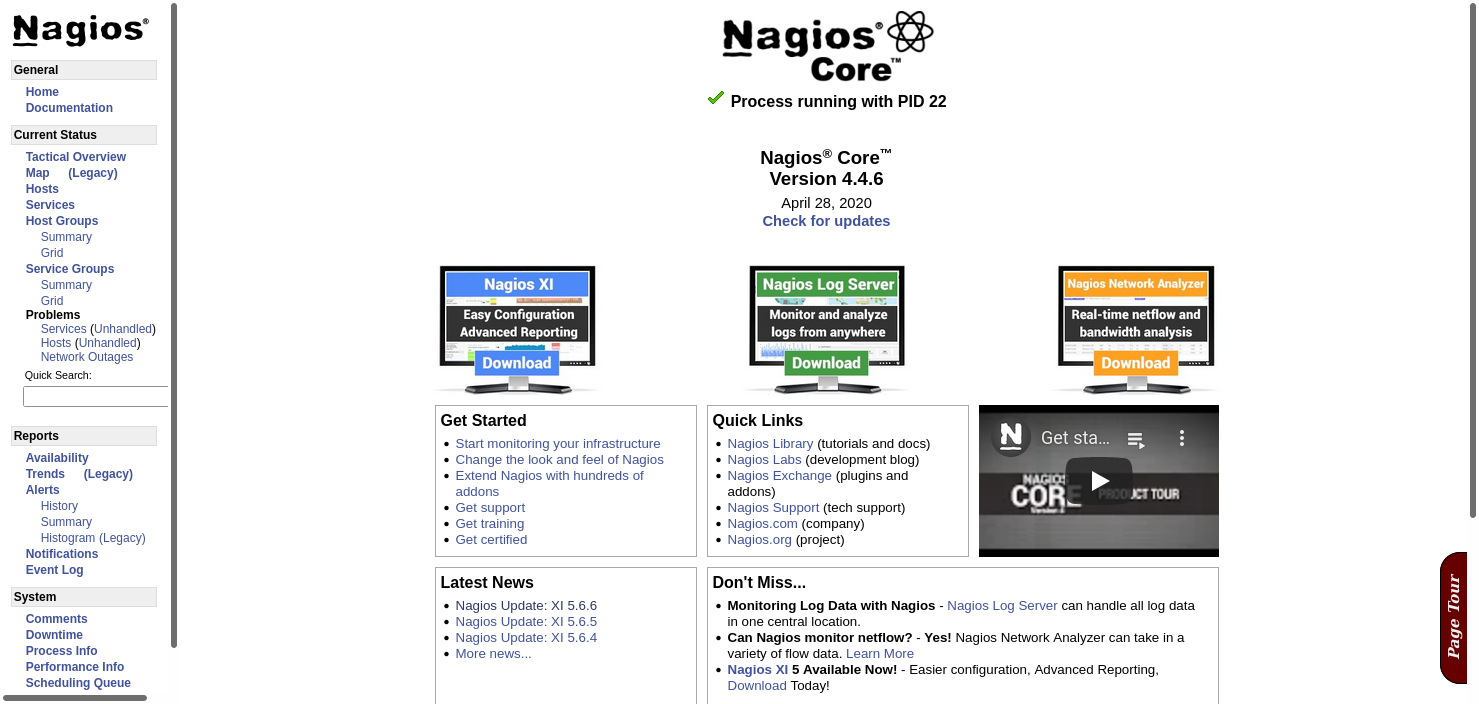 Nagios®
General
Home
Documentation
Current Status
Tactical Overview
Map (Legacy)
Hosts
Services
Host Groups
Summary
Grid
Service Groups
Summary
Grid
Problems
Services (Unhandled)
Hosts (Unhandled)
Network Outages
Quick Search:
Reports
Availability
Trends (Legacy)
Alerts
History
Summary
Histogram (Legacy)
Notifications
Event Log
System
Comments
Downtime
Process Info
Performance Info
Scheduling Queue
Nagios®
Core™
Process running with PID 22
Nagios® Core™
Version 4.4.6
April 28, 2020
Check for updates
Nagios XI
Easy Configuration
Advanced Reporting
Download
Nagios Log Server
Monitor and analyze
logs from anywhere
Download
Nagios Network Analyzer
Real-time netflow and
bandwidth analysis
Download
Get Started
Start monitoring your infrastructure
Change the look and feel of Nagios
Extend Nagios with hundreds of
addons
Get support
Get training
Get certified
Quick Links
Nagios Library (tutorials and docs)
Nagios Labs (development blog)
Nagios Exchange (plugins and
addons)
Nagios Support (tech support)
Nagios.com (company)
Nagios.org (project)
N Get sta...
NAGIOS
CORE PRODUCT TOUR
Latest News
Nagios Update: XI 5.6.6
Nagios Update: XI 5.6.5
Nagios Update: XI 5.6.4
More news...
Don't Miss...
Monitoring Log Data with Nagios - Nagios Log Server can handle all log data
in one central location.
Can Nagios monitor netflow? - Yes! Nagios Network Analyzer can take in a
variety of flow data. Learn More
Nagios XI 5 Available Now! - Easier configuration, Advanced Reporting,
Download Today!
Page Tour